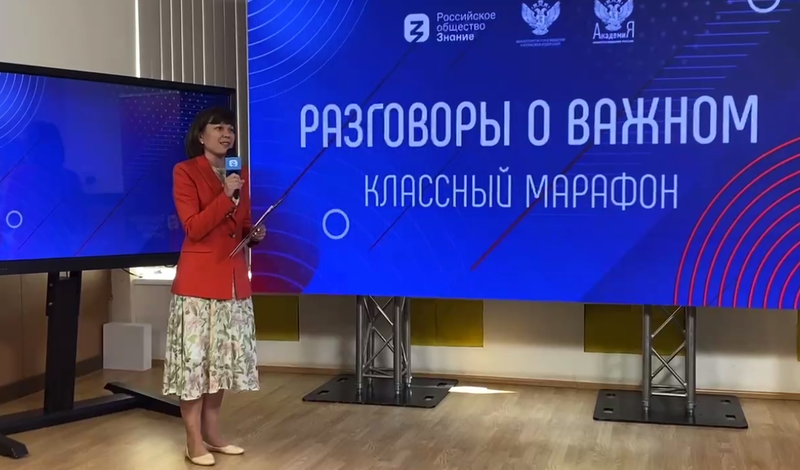 Российское
общество
Знание
АкадемиЯ
РАЗГОВОРЫ О ВАЖНОМ
КЛАССНЫЙ МАРАФОН